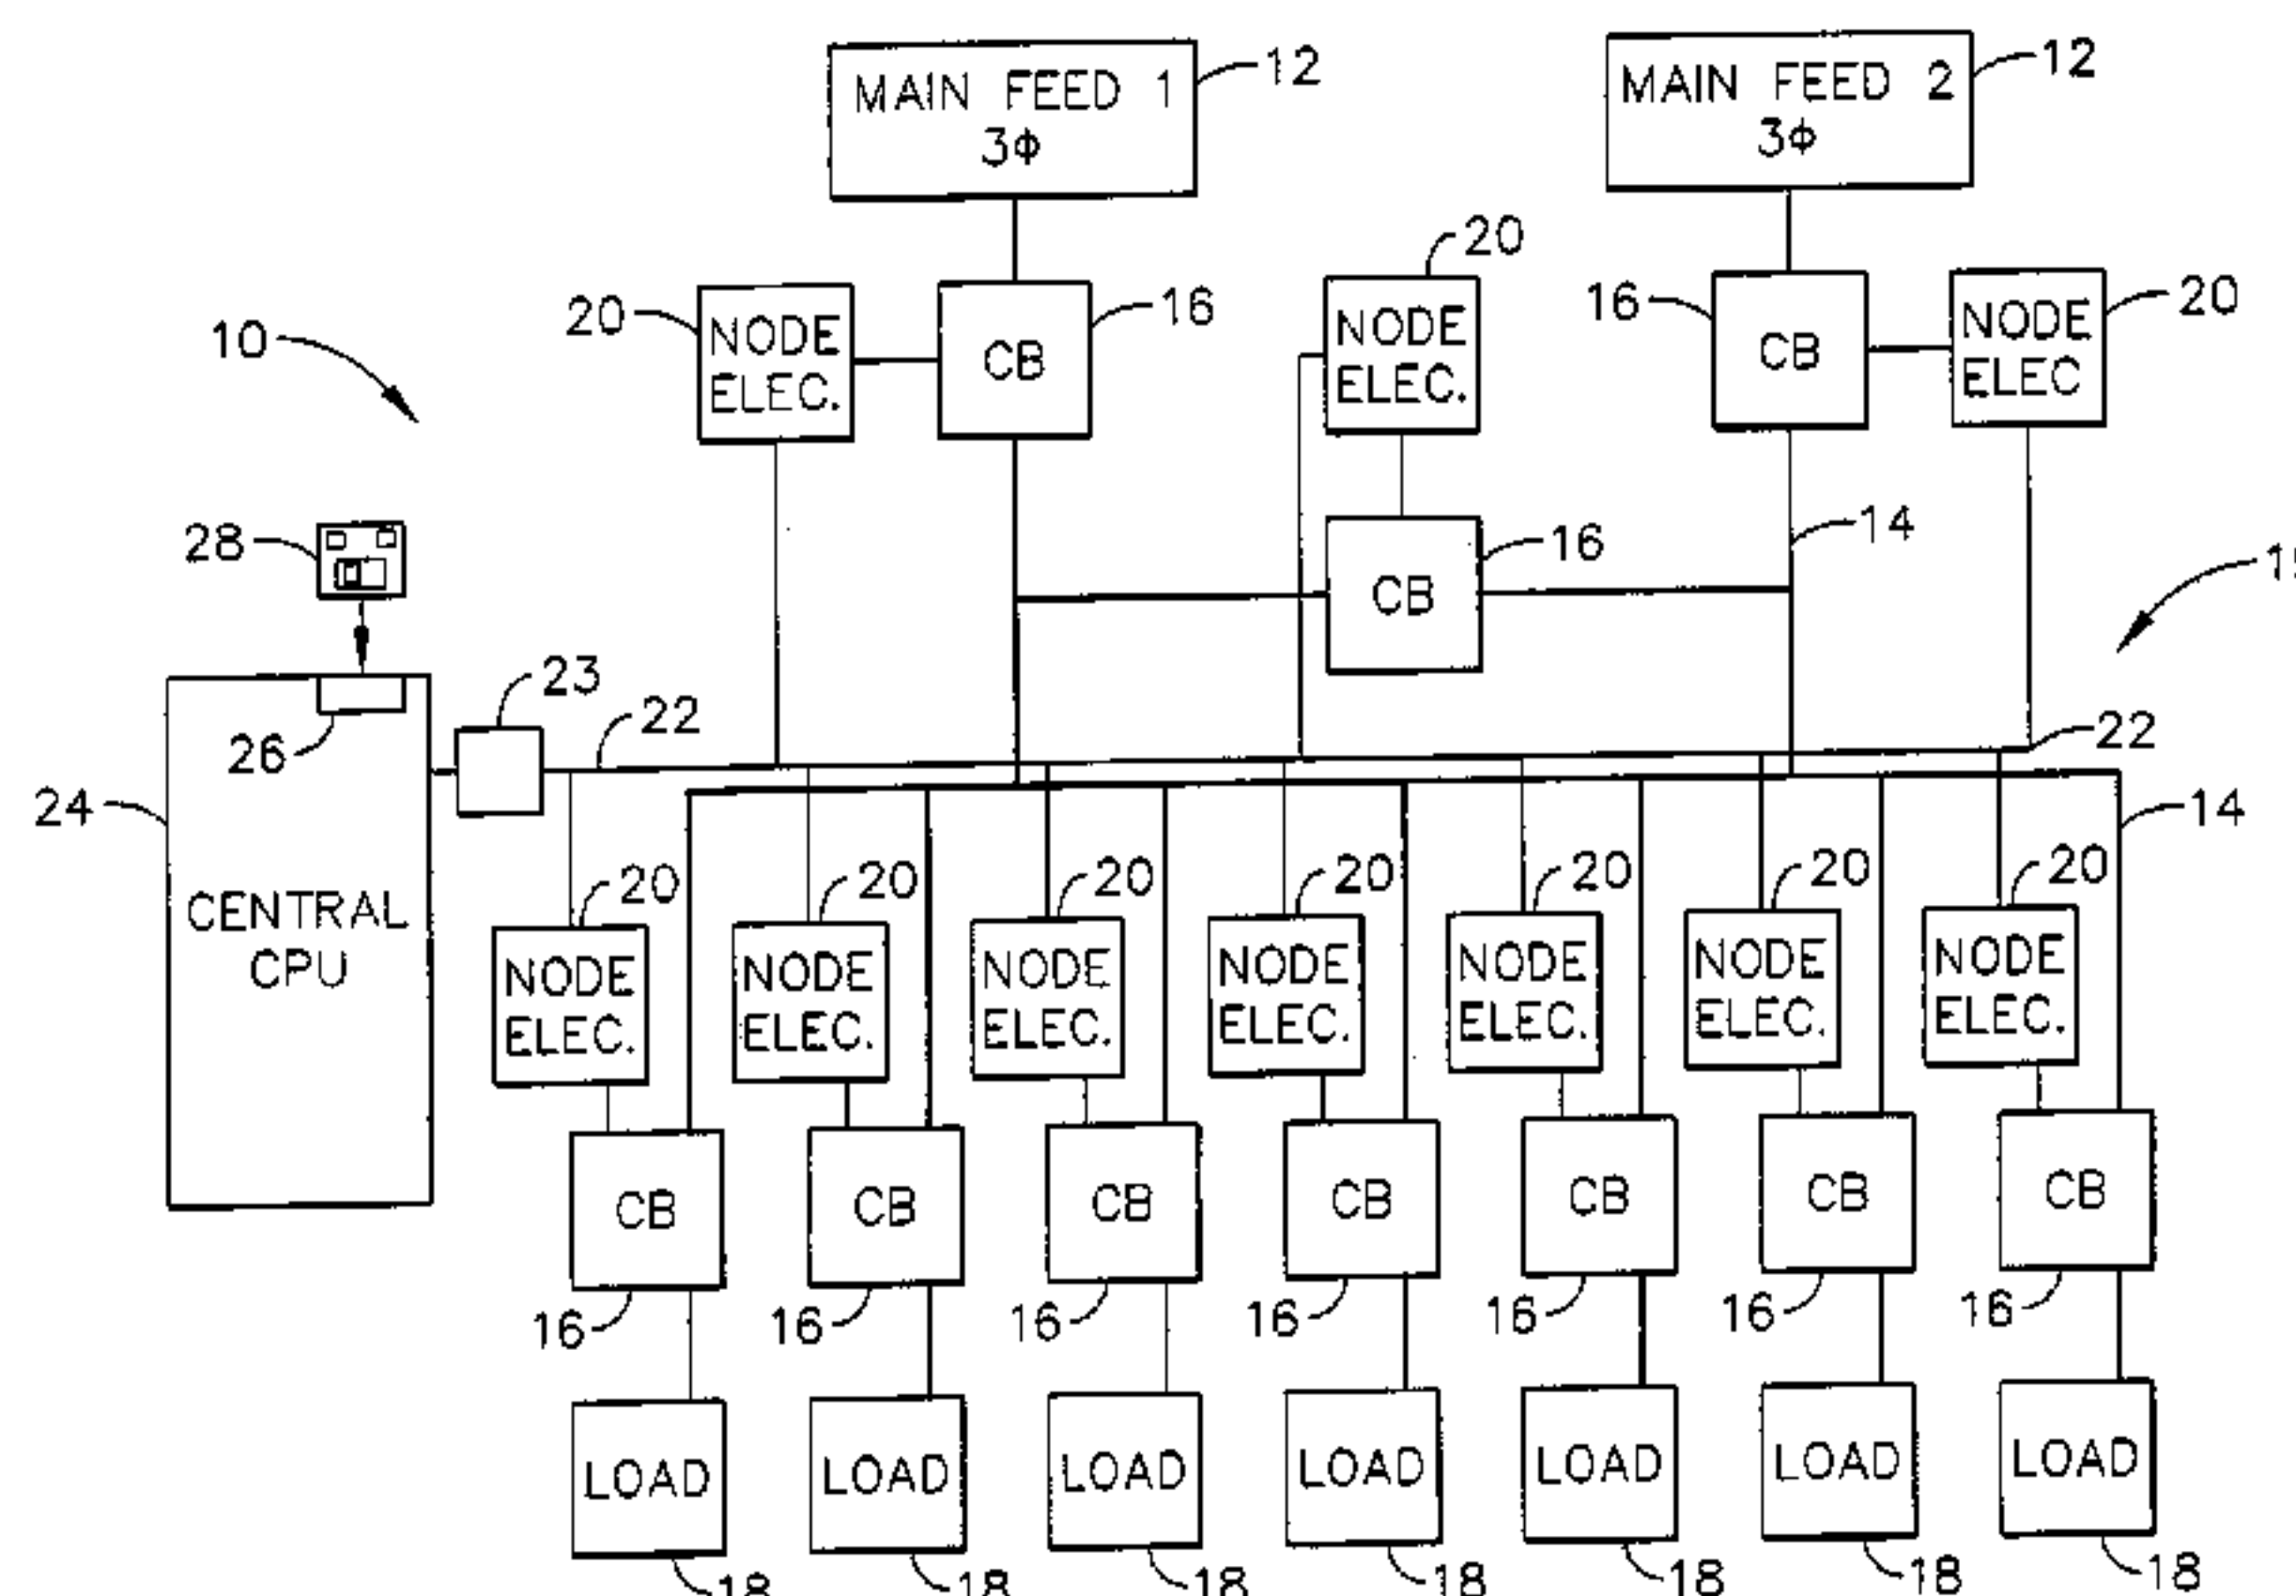 MAIN FEED 1
3Φ
12
MAIN FEED 2
3Φ
12
20
NODE
ELEC.
CB
16
20
NODE
ELEC.
16
CB
NODE
ELEC
20
10
28
CB
16
14
23
22
26
22
24
14
CENTRAL
CPU
20
20
20
20
20
20
20
NODE
ELEC.
NODE
ELEC.
NODE
ELEC.
NODE
ELEC.
NODE
ELEC.
NODE
ELEC.
NODE
ELEC.
CB
CB
CB
CB
CB
CB
CB
16
16
16
16
16
16
16
LOAD
LOAD
LOAD
LOAD
LOAD
LOAD
LOAD
18
18
18
18
18
18
18